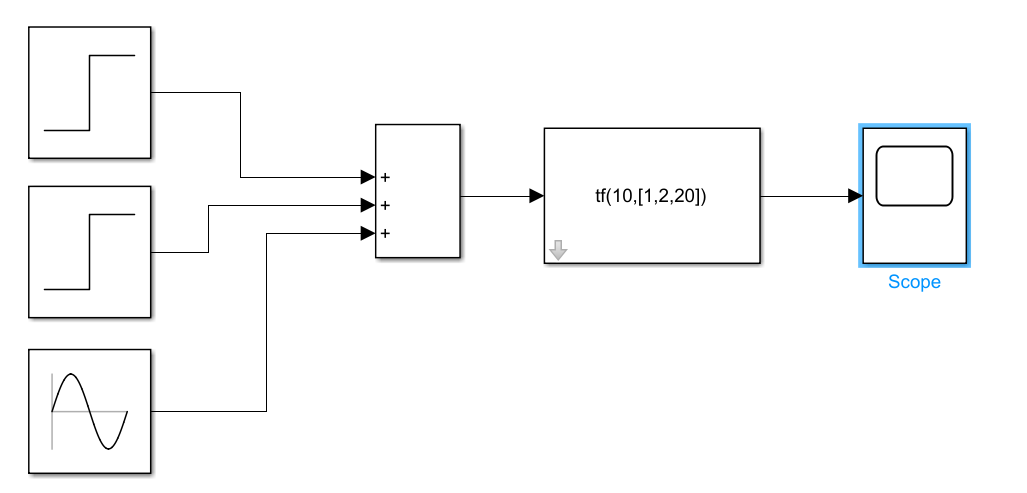 +
+
+
tf(10,[1,2,20])
Scope